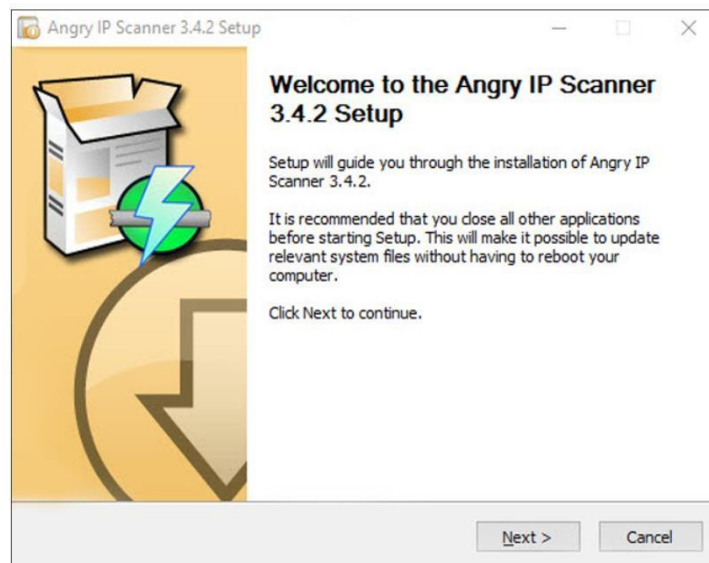 Angry IP Scanner 3.4.2 Setup
Welcome to the Angry IP Scanner
3.4.2 Setup
Setup will guide you through the installation of Angry IP
Scanner 3.4.2.
It is recommended that you close all other applications
before starting Setup. This will make it possible to update
relevant system files without having to reboot your
computer.
Click Next to continue.
Next >
Cancel